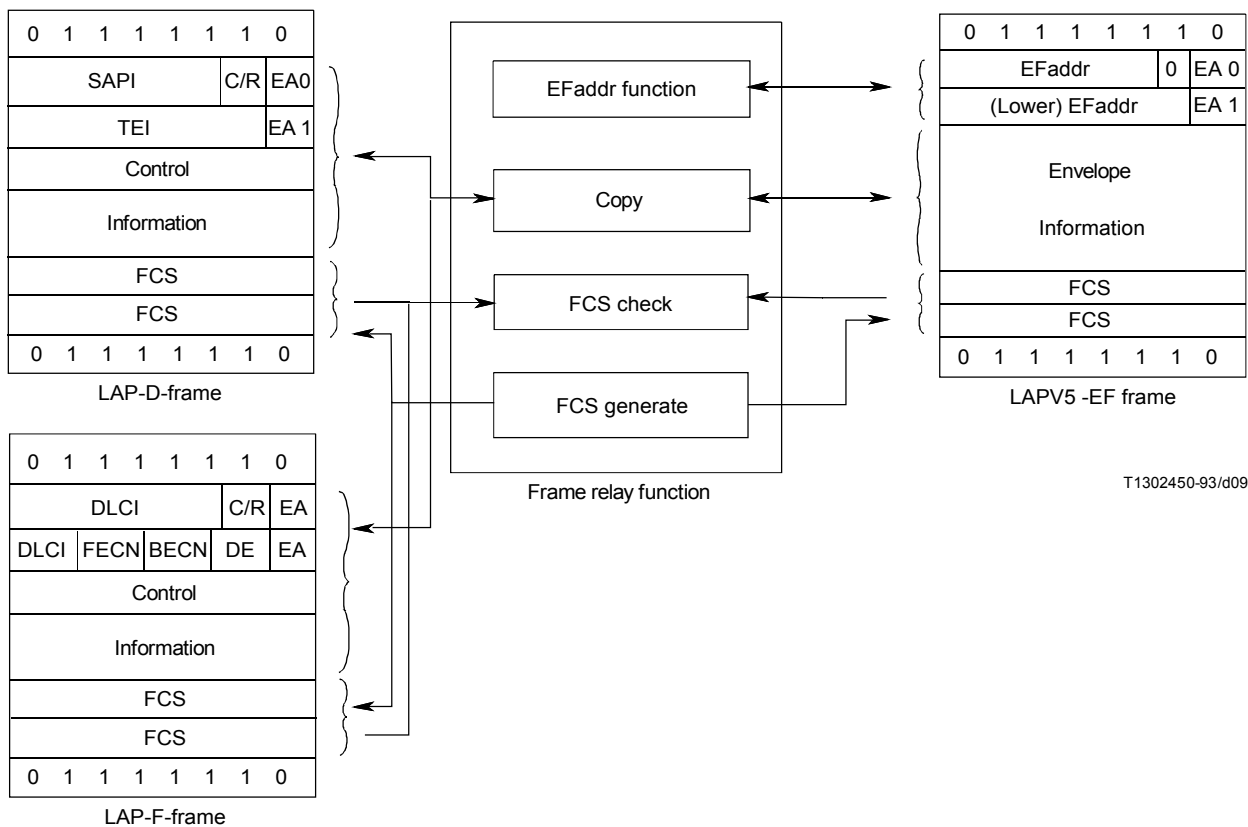 0 1 1 1 1 1 1 0
SAPI C/R EA0
TEI EA 1
Control
Information
FCS
FCS
0 1 1 1 1 1 1 0
LAP-D-frame
0 1 1 1 1 1 1 0
DLCI C/R EA
DLCI FECN BECN DE EA
Control
Information
FCS
FCS
0 1 1 1 1 1 1 0
LAP-F-frame
EFaddr function
Copy
FCS check
FCS generate
Frame relay function
0 1 1 1 1 1 1 0
EFaddr 0 EA 0
(Lower) EFaddr EA 1
Envelope
Information
FCS
FCS
0 1 1 1 1 1 1 0
LAPV5 -EF frame
T1302450-93/d09